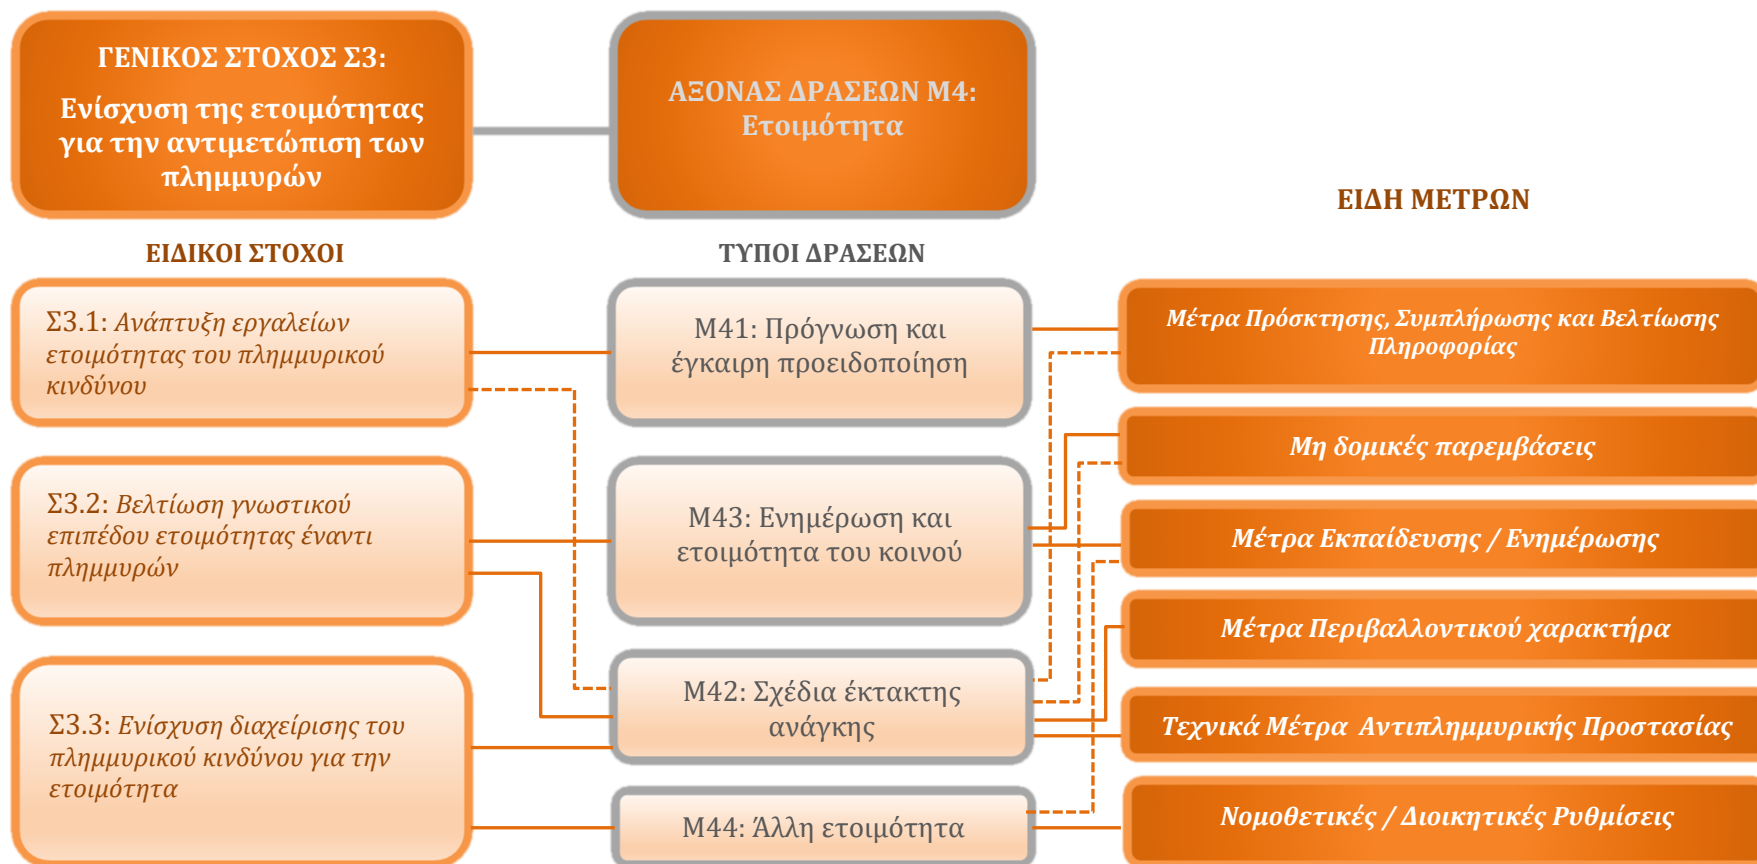 ΓΕΝΙΚΟΣ ΣΤΟΧΟΣ Σ3:
Ενίσχυση της ετοιμότητας
για την αντιμετώπιση των
πλημμυρών
ΑΞΟΝΑΣ ΔΡΑΣΕΩΝ Μ4:
Ετοιμότητα
ΕΙΔΗ ΜΕΤΡΩΝ
ΕΙΔΙΚΟΙ ΣΤΟΧΟΙ
ΤΥΠΟΙ ΔΡΑΣΕΩΝ
Σ3.1: Ανάπτυξη εργαλείων
ετοιμότητας του πλημμυρικού
κινδύνου
Σ3.2: Βελτίωση γνωστικού
επιπέδου ετοιμότητας έναντι
πλημμυρών
Σ3.3: Ενίσχυση διαχείρισης του
πλημμυρικού κινδύνου για την
ετοιμότητα
Μ41: Πρόγνωση και
έγκαιρη προειδοποίηση
Μ43: Ενημέρωση και
ετοιμότητα του κοινού
Μ42: Σχέδια έκτακτης
ανάγκης
Μ44: Άλλη ετοιμότητα
Μέτρα Πρόσκτησης, Συμπλήρωσης και Βελτίωσης
Πληροφορίας
Μη δομικές παρεμβάσεις
Μέτρα Εκπαίδευσης / Ενημέρωσης
Μέτρα Περιβαλλοντικού χαρακτήρα
Τεχνικά Μέτρα Αντιπλημμυρικής Προστασίας
Νομοθετικές / Διοικητικές Ρυθμίσεις